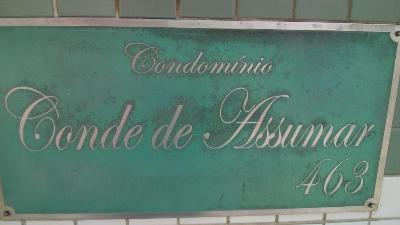 Condomínio
Conde de Assumar
463